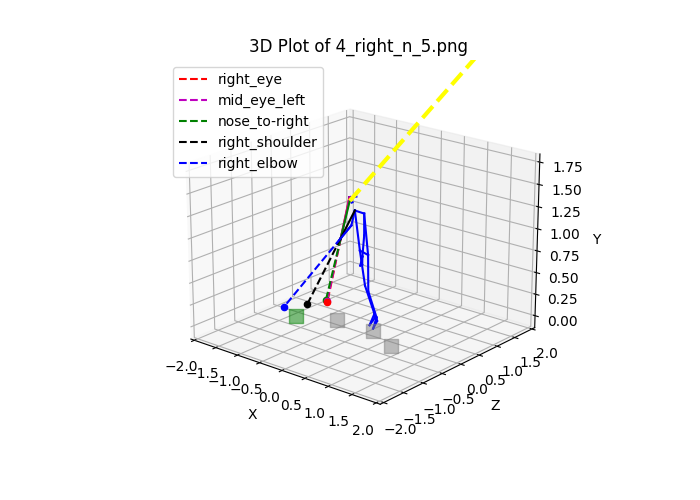 3D Plot of 4_right_n_5.png
right_eye
mid_eye_left
nose_to-right
right_shoulder
right_elbow
1.75
1.50
1.25
1.00
0.75
0.50
0.25
0.00
Y
−2.0
−1.5
−1.0
−0.5
0.0
0.5
1.0
1.5
2.0
X
−2.0
−1.5
−1.0
−0.5
0.0
0.5
1.0
1.5
2.0
Z